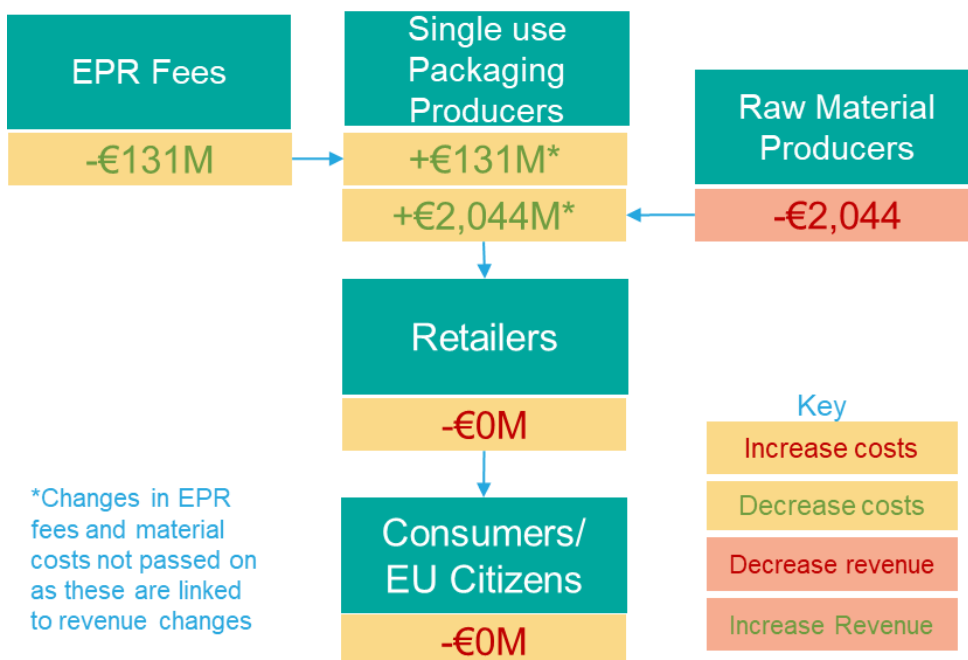 EPR Fees
-€131M
Single use
Packaging
Producers
+€131M*
+€2,044M*
Raw Material
Producers
-€2,044
Retailers
-€0M
Consumers/
EU Citizens
-€0M
*Changes in EPR
fees and material
costs not passed on
as these are linked
to revenue changes
Key
Increase costs
Decrease costs
Decrease revenue
Increase Revenue